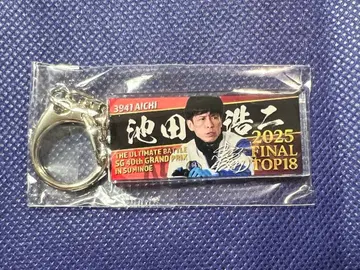 3941 AICHI
池田浩二
THE ULTIMATE BATTLE
SG 40th GRAND PRIX
IN SUMINOE
2025
FINAL
TOP18